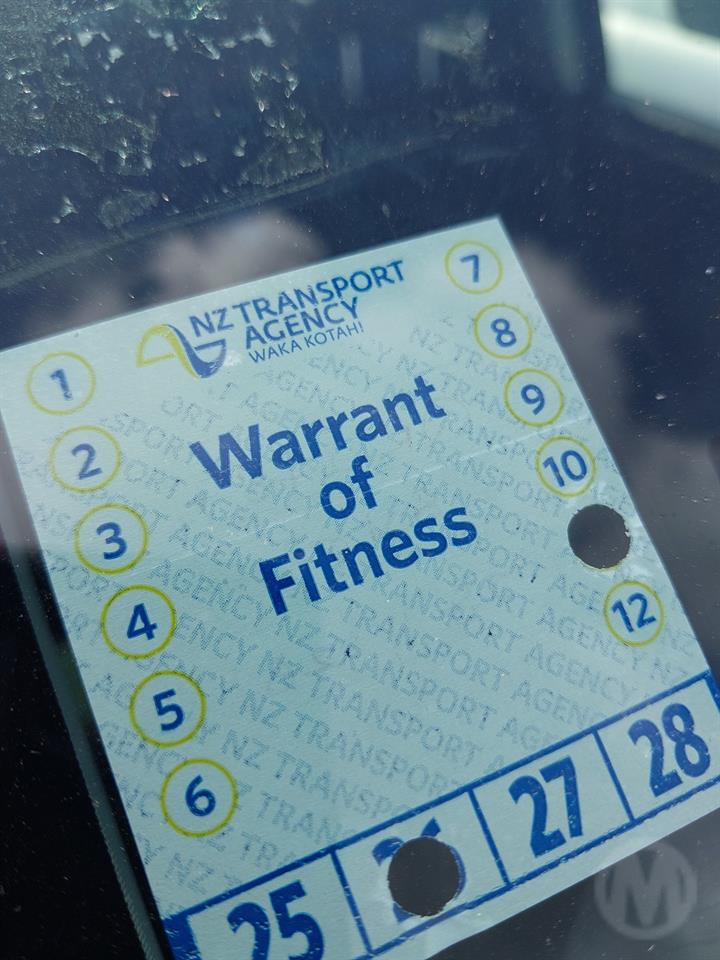 NZ TRANSPORT
AGENCY
WAKA KOTAHI
Warrant
of
Fitness
1
2
3
4
5
6
7
8
9
10
12
25
26
27
28
M